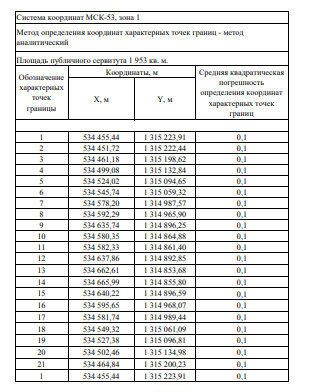 Система координат МСК-53, зона 1
Метод определения координат характерных точек границ - метод
аналитический
Площадь публичного сервитута 1 953 кв. м.
Обозначение
характерных
точек
границы
Координаты, м
Средняя квадратическая
погрешность
определения координат
характерных точек
границ
X, м Y, м
1 534 455,44 1 315 223,91 0,1
2 534 451,72 1 315 222,44 0,1
3 534 461,18 1 315 198,62 0,1
4 534 499,08 1 315 132,84 0,1
5 534 524,02 1 315 094,65 0,1
6 534 545,74 1 315 059,32 0,1
7 534 578,20 1 314 987,57 0,1
8 534 592,29 1 314 965,90 0,1
9 534 635,74 1 314 896,25 0,1
10 534 580,35 1 314 864,88 0,1
11 534 582,33 1 314 861,40 0,1
12 534 637,86 1 314 892,85 0,1
13 534 662,61 1 314 853,68 0,1
14 534 665,99 1 314 855,80 0,1
15 534 640,22 1 314 896,59 0,1
16 534 595,65 1 314 968,07 0,1
17 534 581,74 1 314 989,44 0,1
18 534 549,32 1 315 061,09 0,1
19 534 527,38 1 315 096,81 0,1
20 534 502,46 1 315 134,98 0,1
21 534 464,84 1 315 200,23 0,1
1 534 455,44 1 315 223,91 0,1